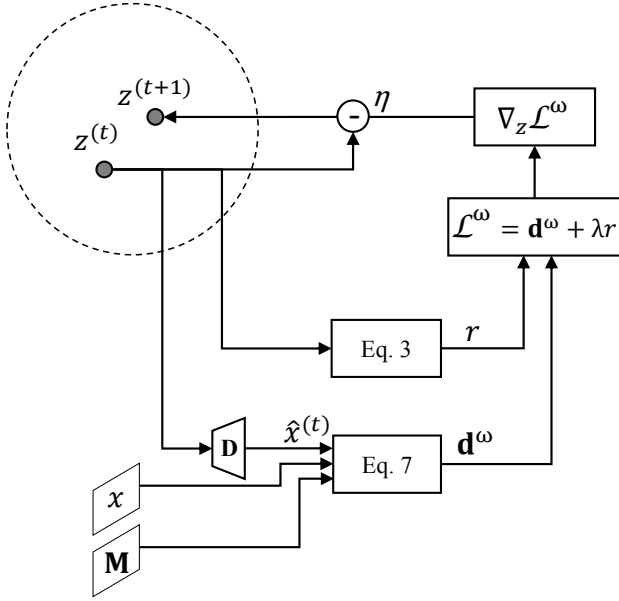 z^(t+1)
z^(t)
-
η
∇_z ℒ^ω
ℒ^ω = d^ω + λr
Eq. 3
r
D
x̂^(t)
Eq. 7
d^ω
x
M